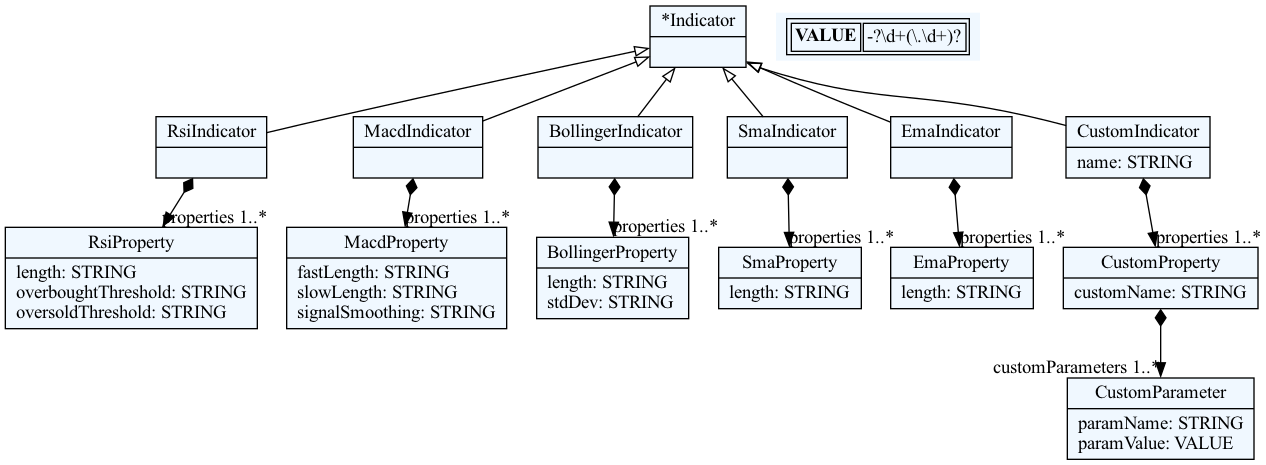 *Indicator
VALUE -?\d+(\.\d+)?
RsiIndicator
MacdIndicator
BollingerIndicator
SmaIndicator
EmaIndicator
CustomIndicator
name: STRING
properties 1..*
properties 1..*
properties 1..*
properties 1..*
properties 1..*
properties 1..*
RsiProperty
length: STRING
overboughtThreshold: STRING
oversoldThreshold: STRING
MacdProperty
fastLength: STRING
slowLength: STRING
signalSmoothing: STRING
BollingerProperty
length: STRING
stdDev: STRING
SmaProperty
length: STRING
EmaProperty
length: STRING
CustomProperty
customName: STRING
customParameters 1..*
CustomParameter
paramName: STRING
paramValue: VALUE